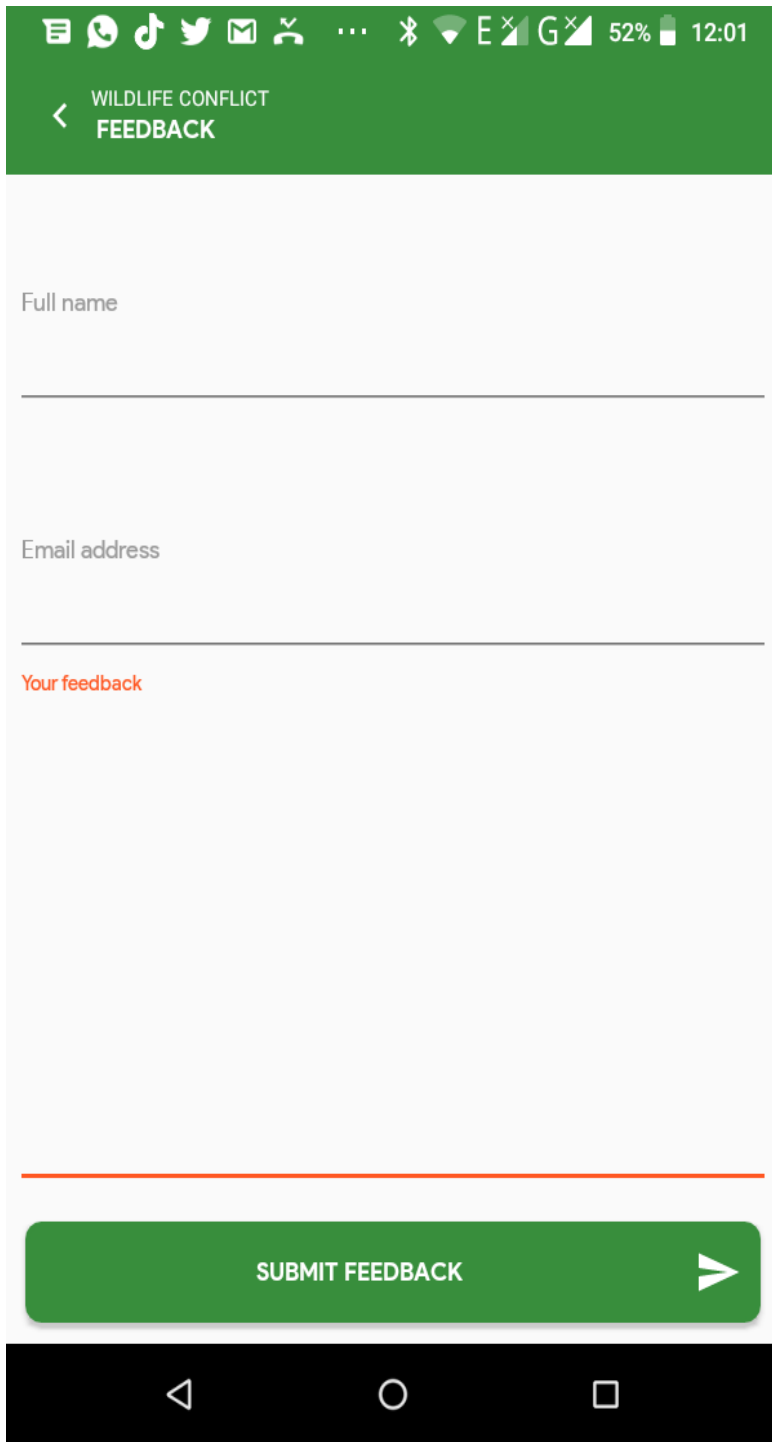 E G 52% 12:01
WILDLIFE CONFLICT
FEEDBACK
Full name
Email address
Your feedback
SUBMIT FEEDBACK